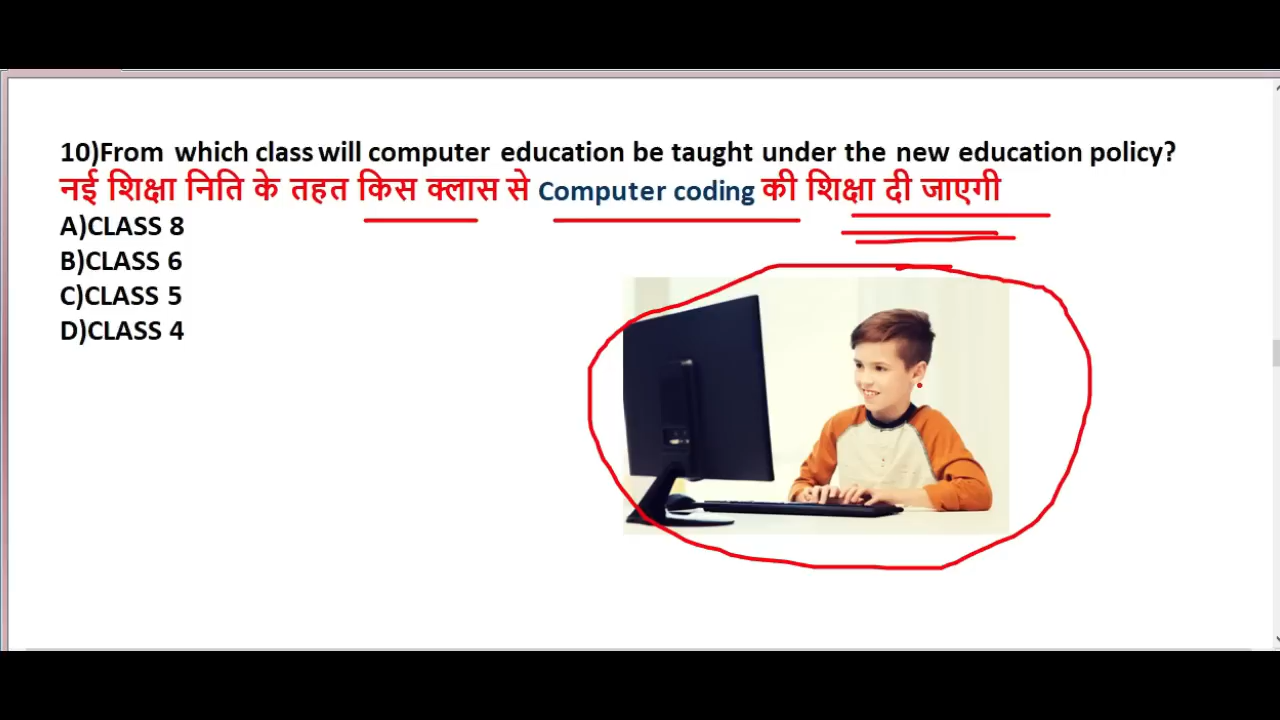 10)From which class will computer education be taught under the new education policy?
नई शिक्षा निति के तहत किस क्लास से Computer coding की शिक्षा दी जाएगी
A)CLASS 8
B)CLASS 6
C)CLASS 5
D)CLASS 4